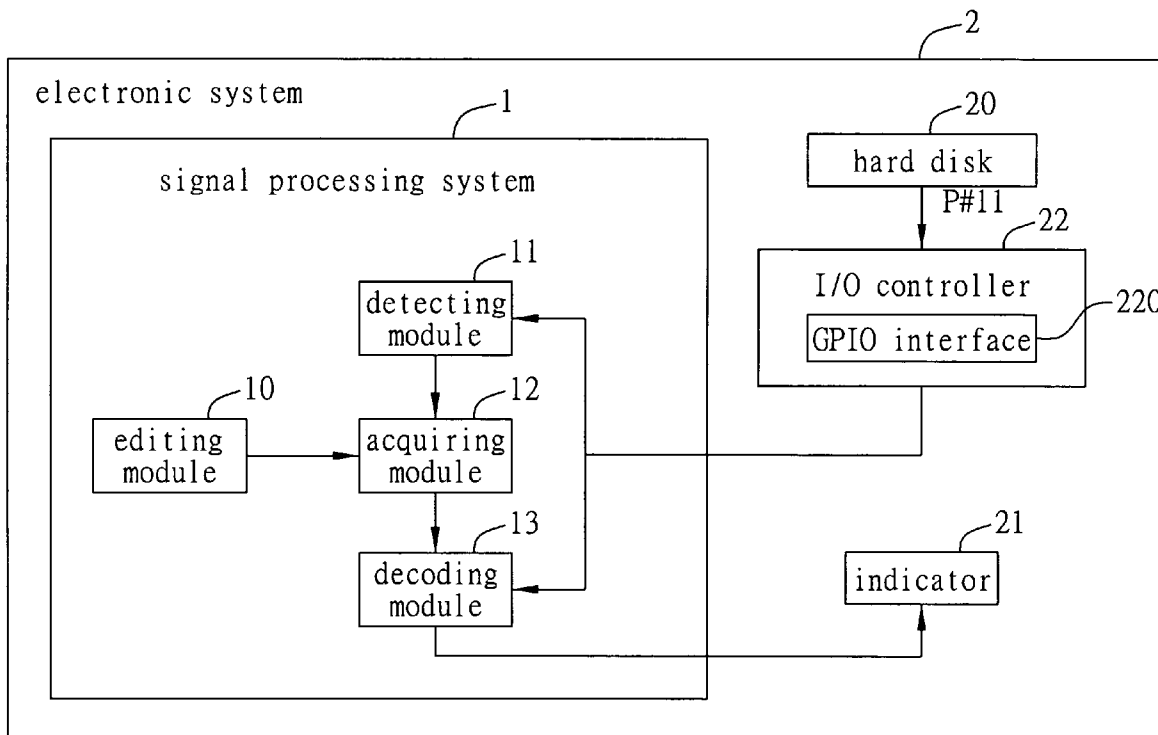 2
electronic system
1
20
hard disk
signal processing system
P#11
22
11
I/O controller
detecting
module
220
GPIO interface
10
12
editing
module
acquiring
module
13
21
decoding
module
indicator